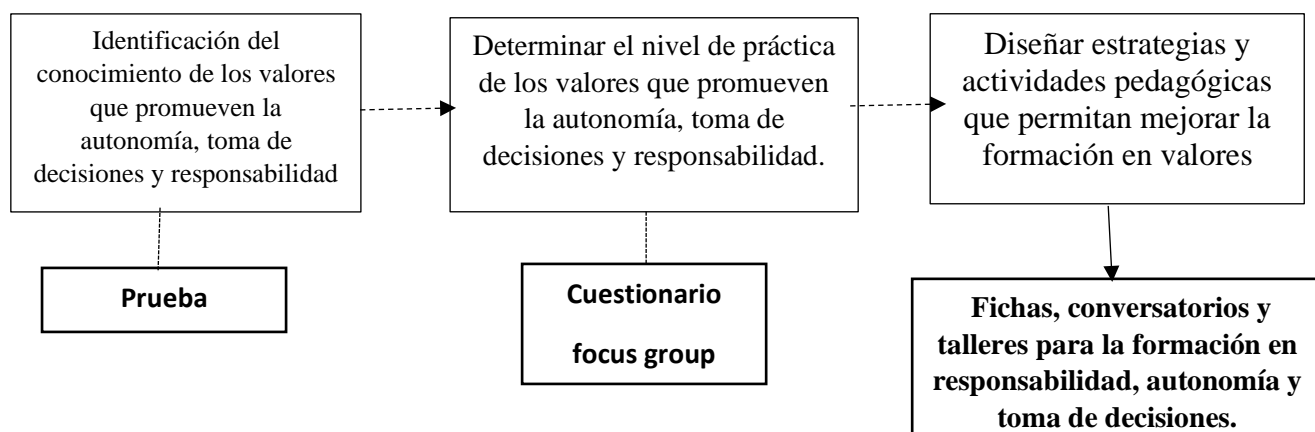 Identificación del
conocimiento de los valores
que promueven la
autonomía, toma de
decisiones y responsabilidad
Determinar el nivel de práctica
de los valores que promueven
la autonomía, toma de
decisiones y responsabilidad.
Diseñar estrategias y
actividades pedagógicas
que permitan mejorar la
formación en valores
Prueba
Cuestionario
focus group
Fichas, conversatorios y
talleres para la formación en
responsabilidad, autonomía y
toma de decisiones.